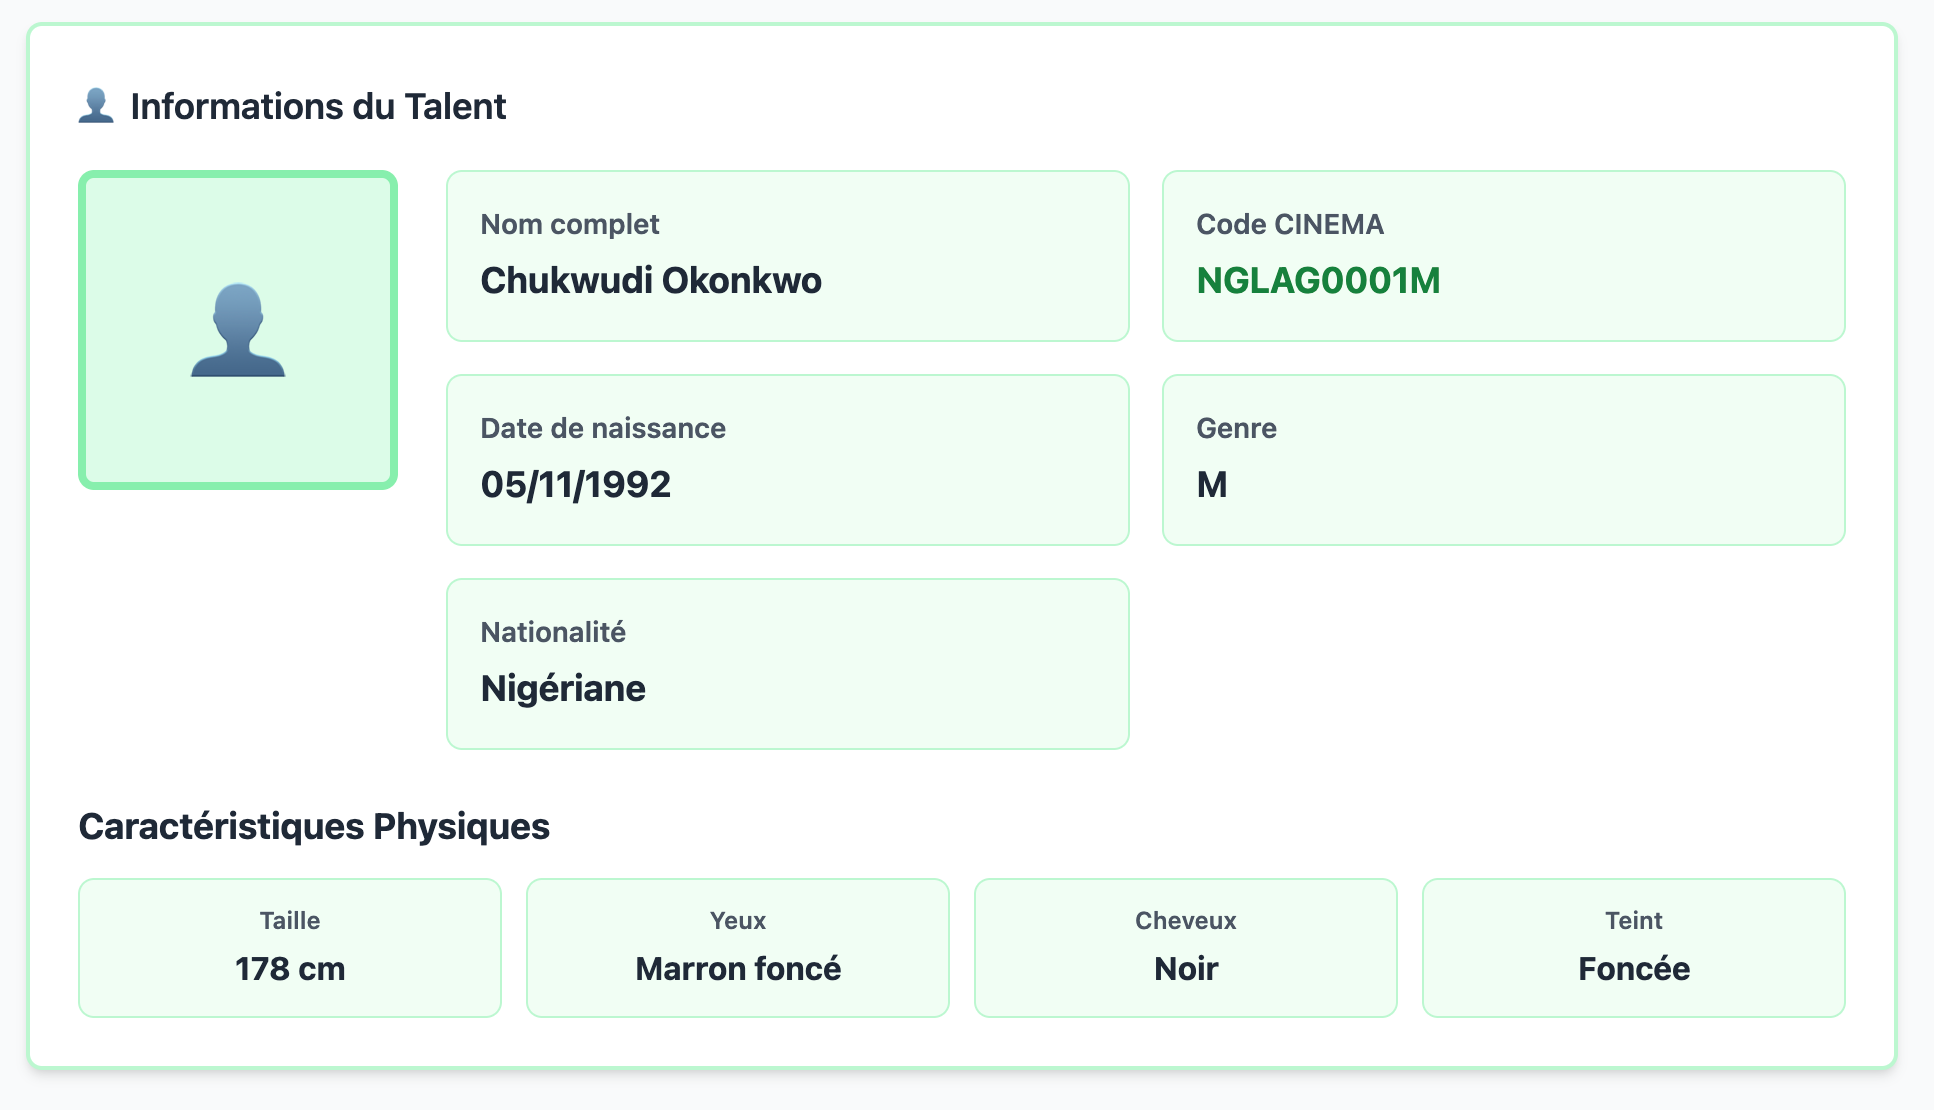 Informations du Talent
Nom complet
Chukwudi Okonkwo
Code CINEMA
NGLAG0001M
Date de naissance
05/11/1992
Genre
M
Nationalité
Nigériane
Caractéristiques Physiques
Taille
178 cm
Yeux
Marron foncé
Cheveux
Noir
Teint
Foncée